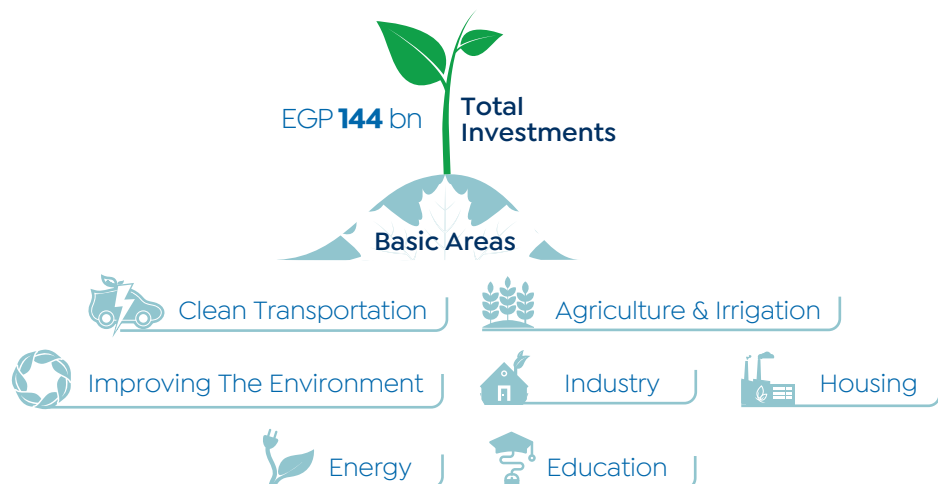 EGP 144 bn
Total
Investments
Basic Areas
Clean Transportation
Agriculture & Irrigation
Improving The Environment
Industry
Housing
Energy
Education